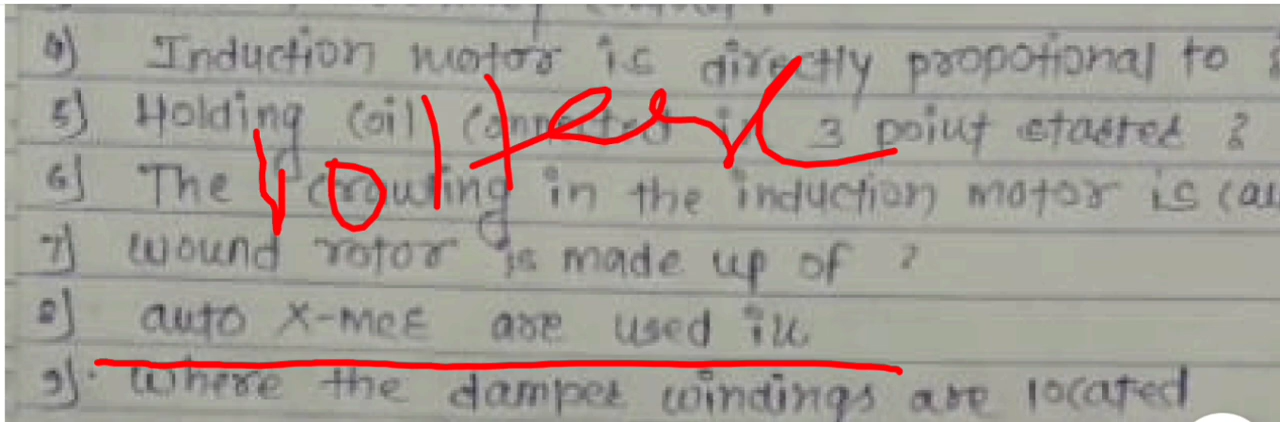 4) Induction motor is directly propotional to
5) Holding coil connected in 3 point starter ?
6) The crawling in the induction motor is
7) wound rotor is made up of ?
8) auto X-mer are used in
9) where the damper windings are located